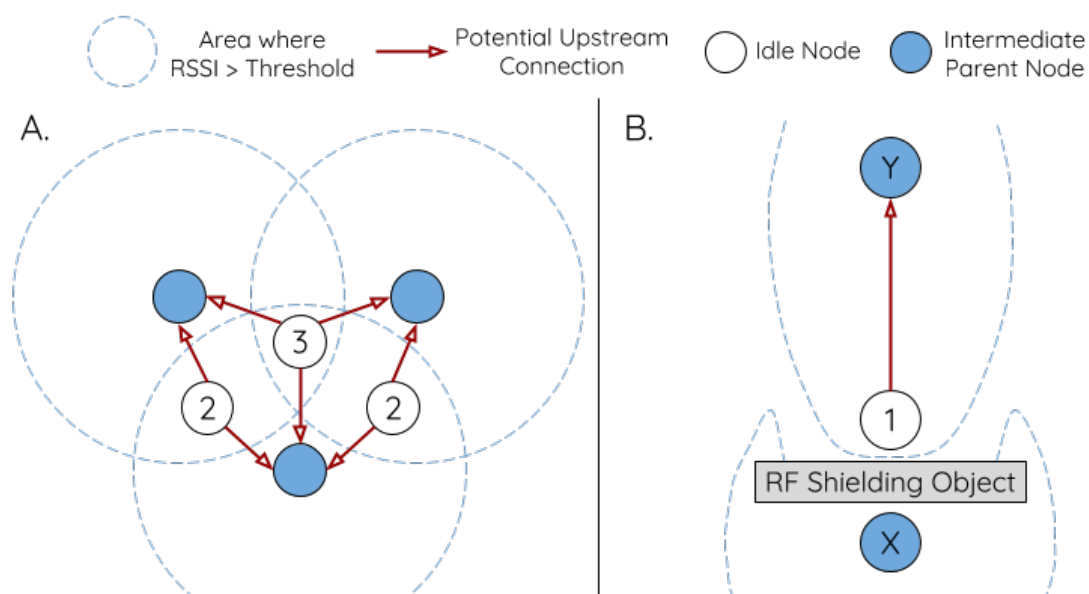 Area where
RSSI > Threshold
Potential Upstream
Connection
Idle Node
Intermediate
Parent Node
A.
B.
Y
3
2
2
1
RF Shielding Object
X